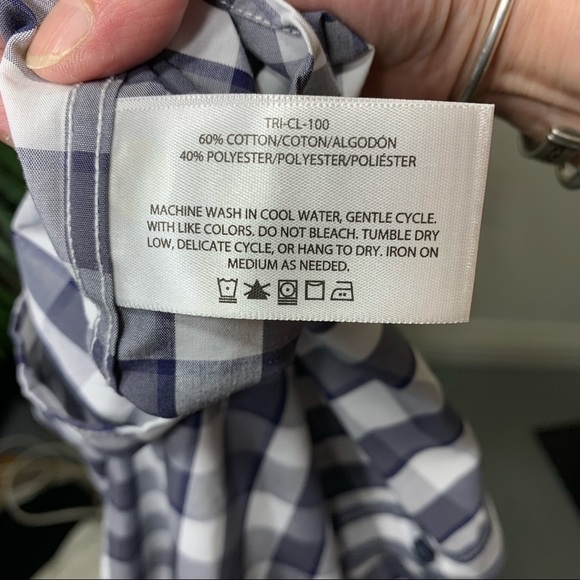 TRI-CL-100
60% COTTON/COTON/ALGODÓN
40% POLYESTER/POLYESTER/POLIÉSTER
MACHINE WASH IN COOL WATER, GENTLE CYCLE.
WITH LIKE COLORS. DO NOT BLEACH. TUMBLE DRY
LOW, DELICATE CYCLE, OR HANG TO DRY. IRON ON
MEDIUM AS NEEDED.